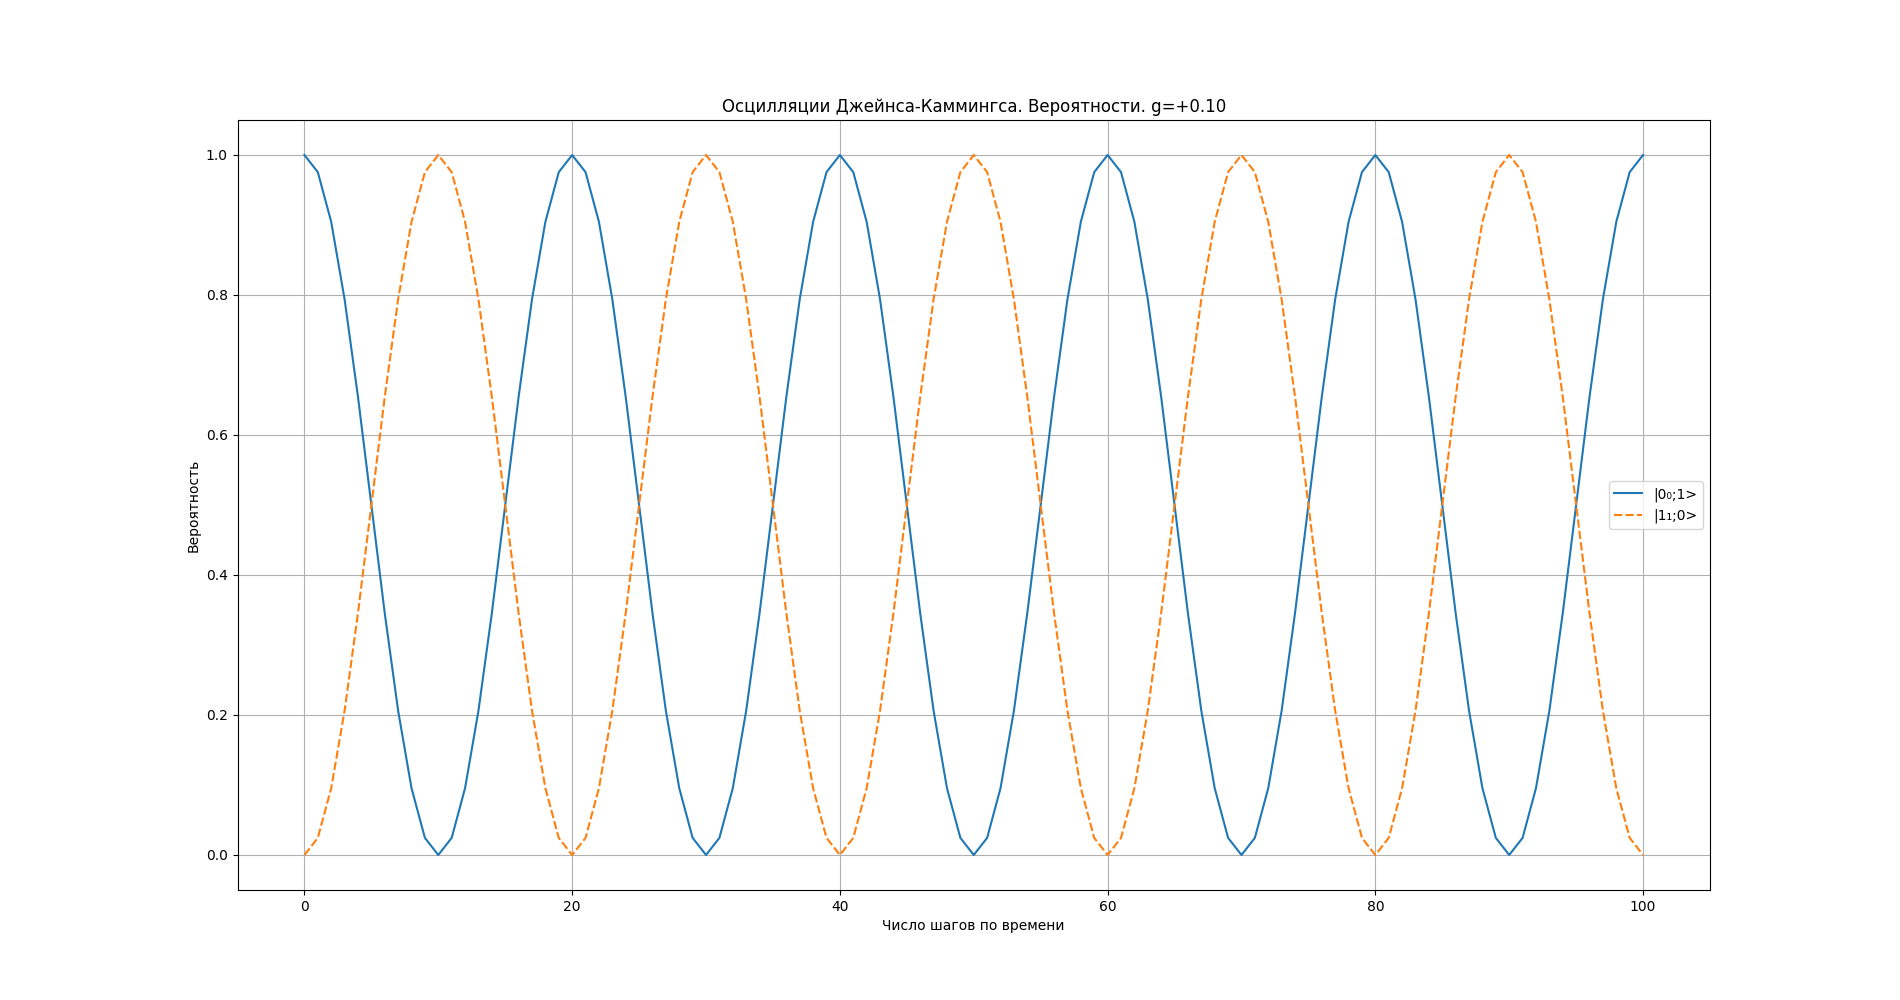 Осцилляции Джейнса-Каммингса. Вероятности. g=+0.10
Вероятность
1.0
0.8
0.6
0.4
0.2
0.0
|0₀;1>
|1₁;0>
0 20 40 60 80 100
Число шагов по времени